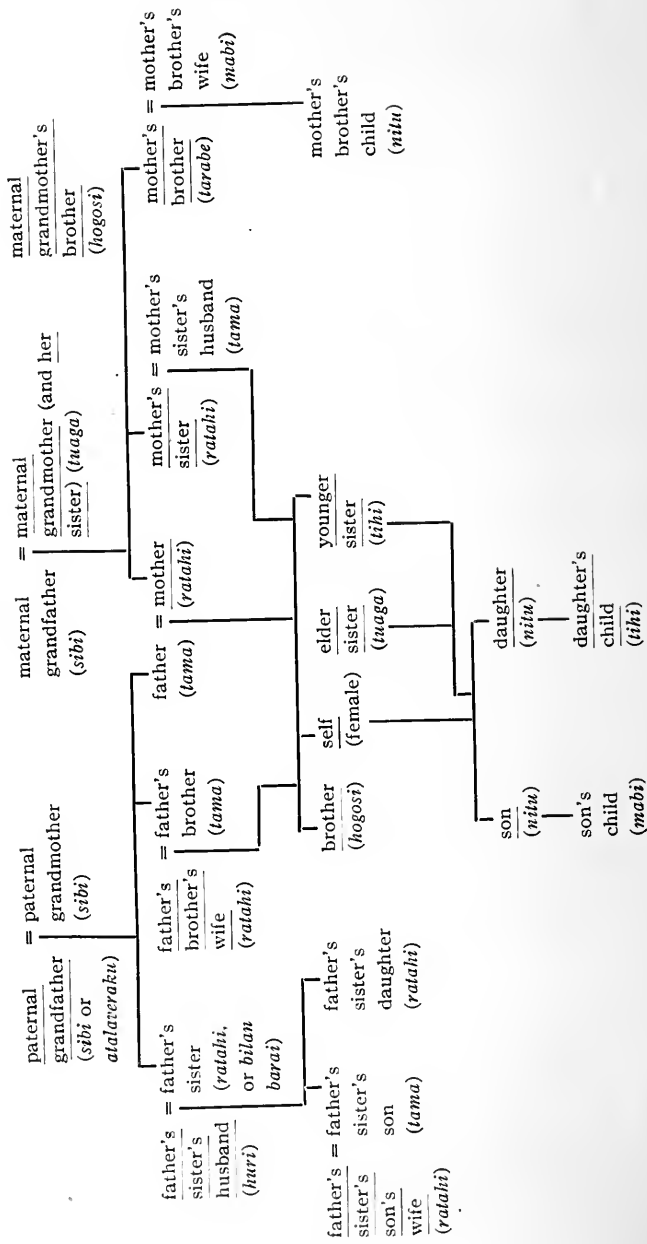 paternal
grandfather
(sibi or
atalaveraku)
= paternal
grandmother
(sibi)
maternal
grandfather
(sibi)
= maternal
grandmother (and her
sister) (tuaga)
maternal
grandmother's
brother
(hogosi)
father's
sister's
husband
(huri)
= father's
sister
(ratahi,
or bilan
barai)
father's
brother's
wife
(ratahi)
= father's
brother
(tama)
father
(tama)
= mother
(ratahi)
mother's
sister
(ratahi)
= mother's
sister's
husband
(tama)
mother's
brother
(tarabe)
= mother's
brother's
wife
(mabi)
father's
sister's
son's
wife
(ratahi)
= father's
sister's
son
(tama)
father's
sister's
daughter
(ratahi)
brother
(hogosi)
self
(female)
elder
sister
(tuaga)
younger
sister
(tihi)
mother's
brother's
child
(nitu)
son
(nitu)
daughter
(nitu)
son's
child
(mabi)
daughter's
child
(tihi)